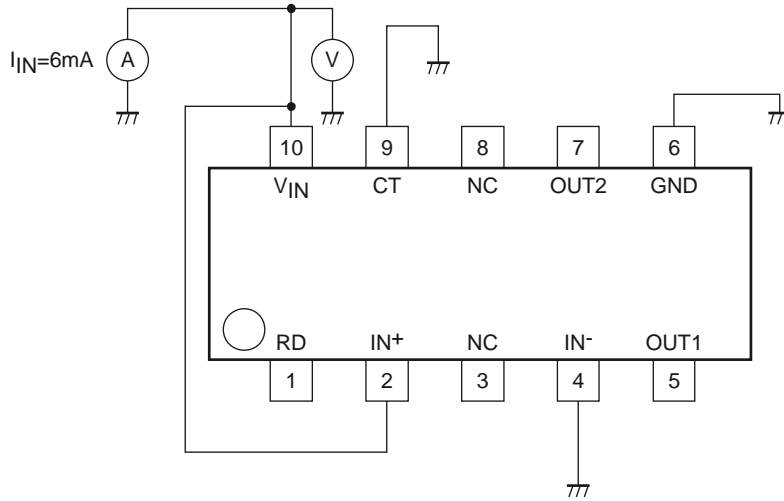 I_IN=6mA A V
10 9 8 7 6
V_IN CT NC OUT2 GND
RD IN+ NC IN- OUT1
1 2 3 4 5